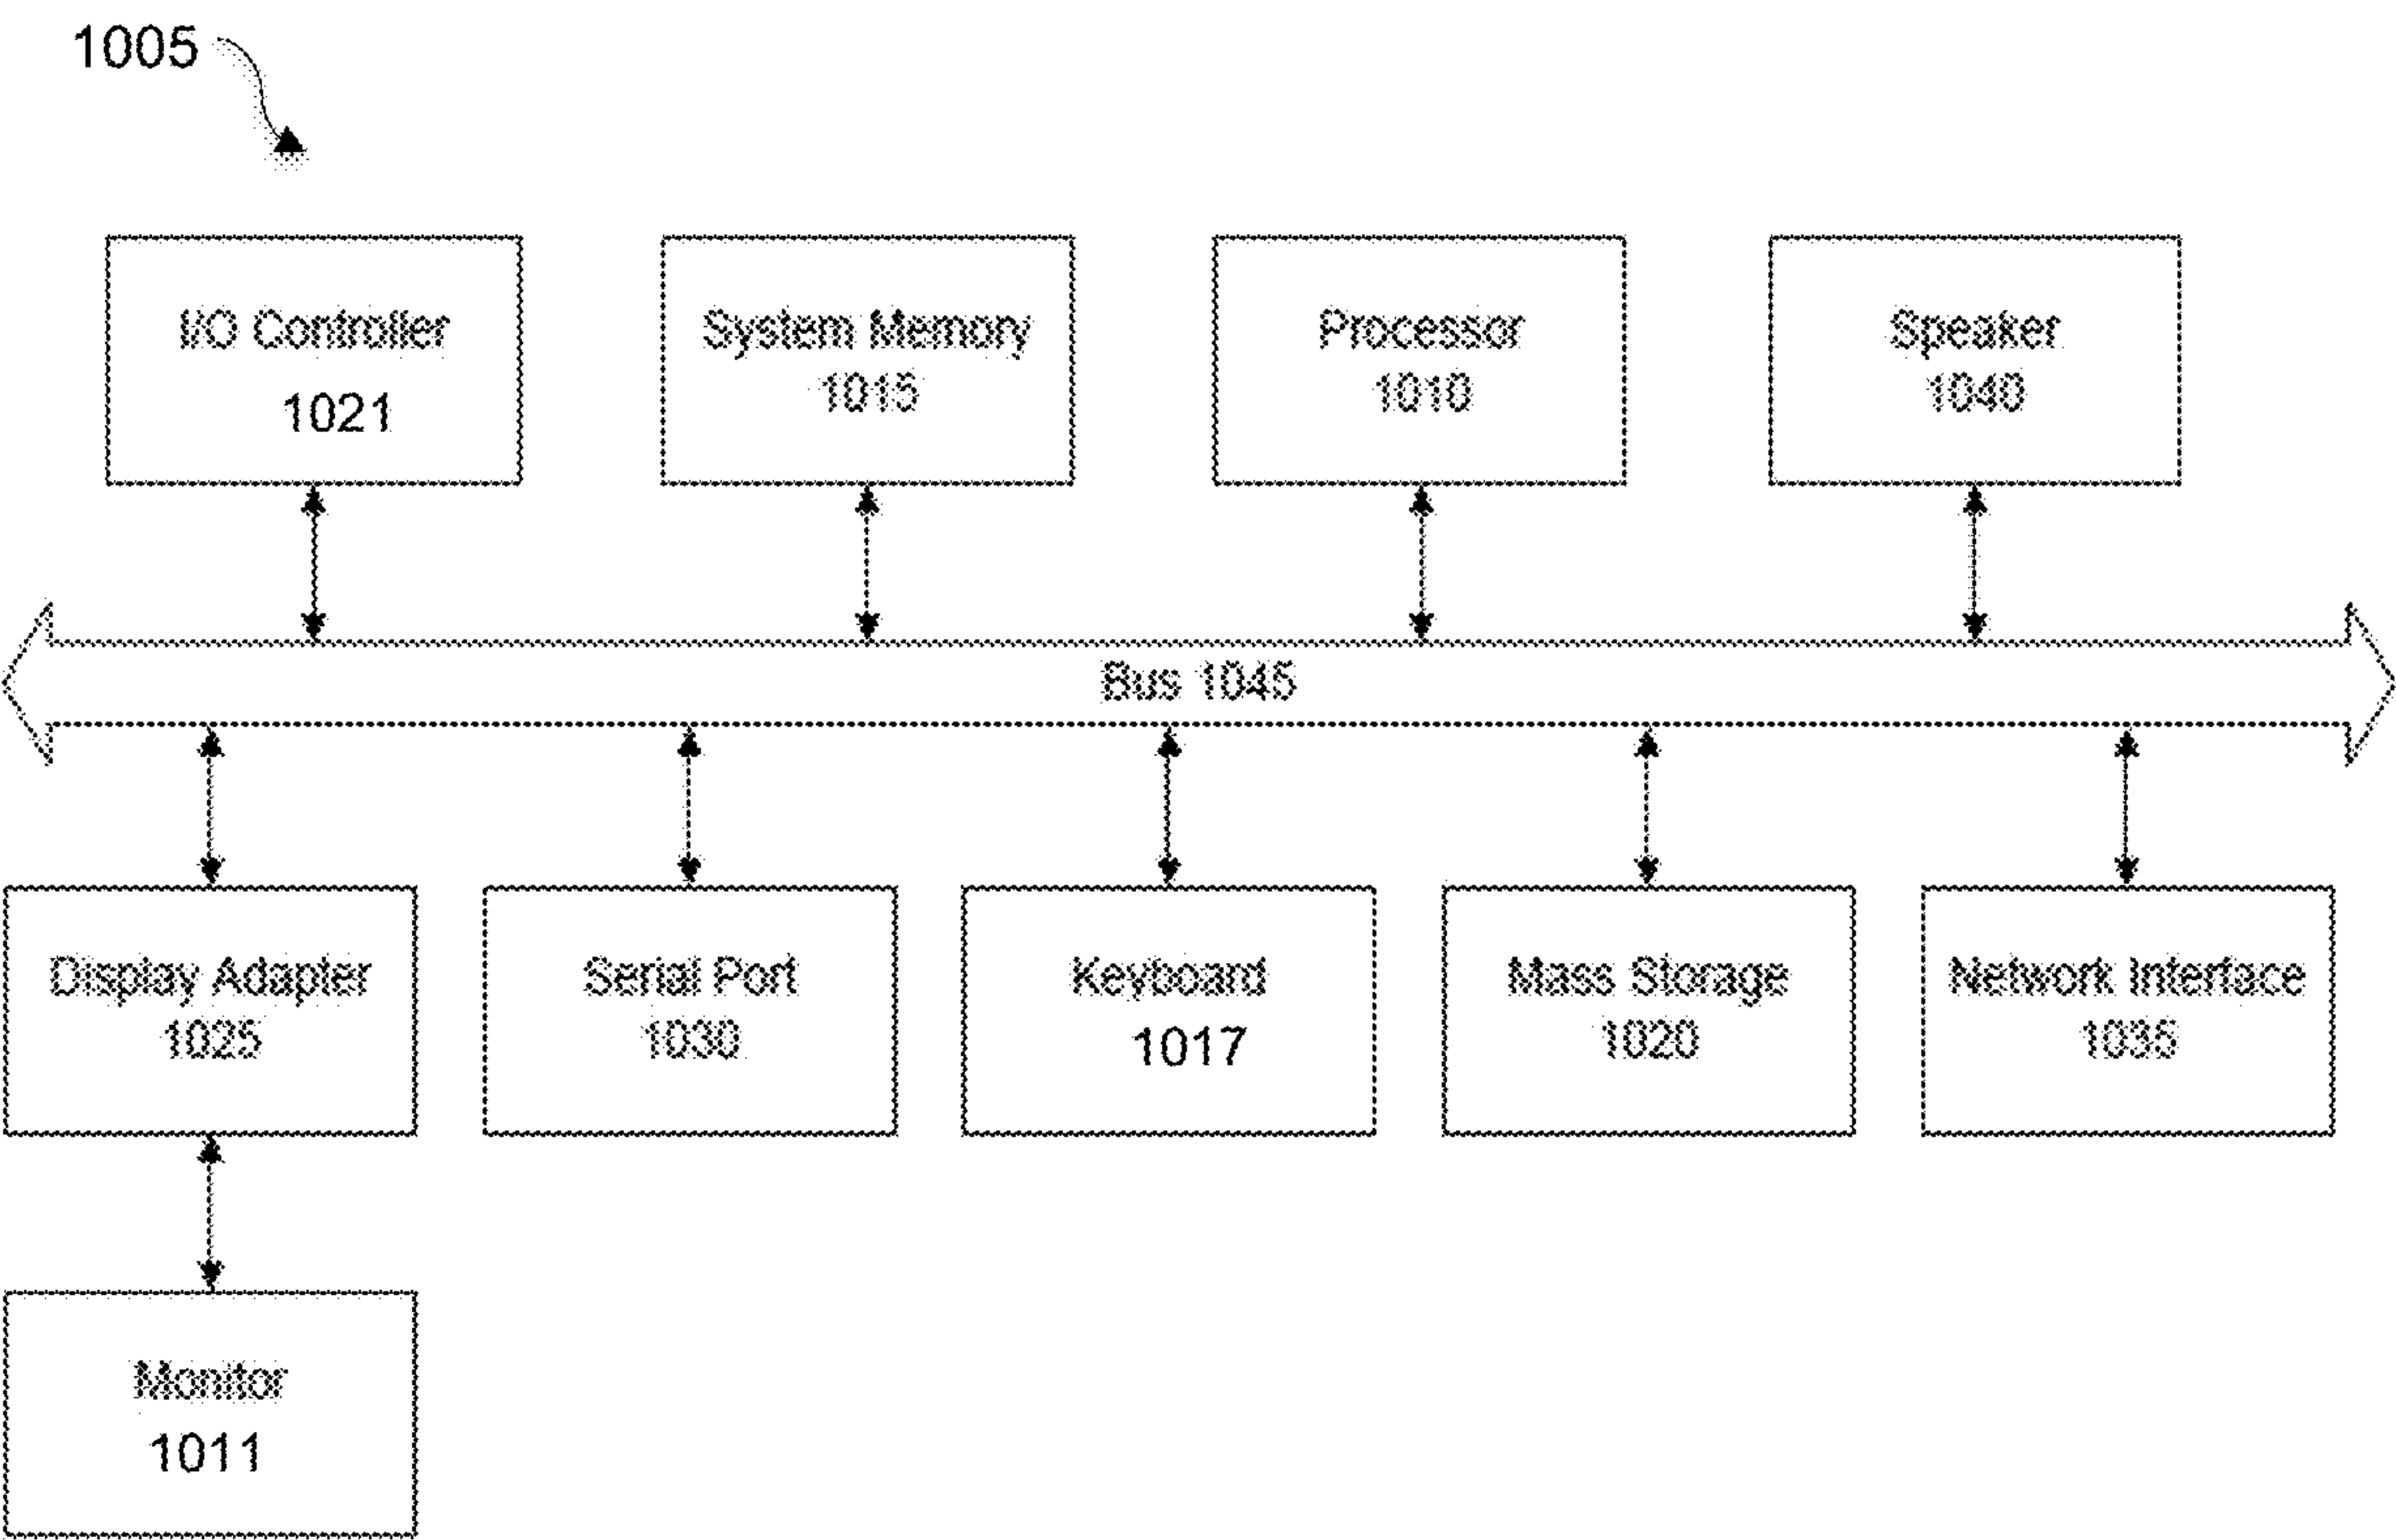 1005
I/O Controller
1021
System Memory
1015
Processor
1010
Speaker
1040
Bus 1045
Display Adapter
1025
Serial Port
1030
Keyboard
1017
Mass Storage
1020
Network Interface
1035
Monitor
1011